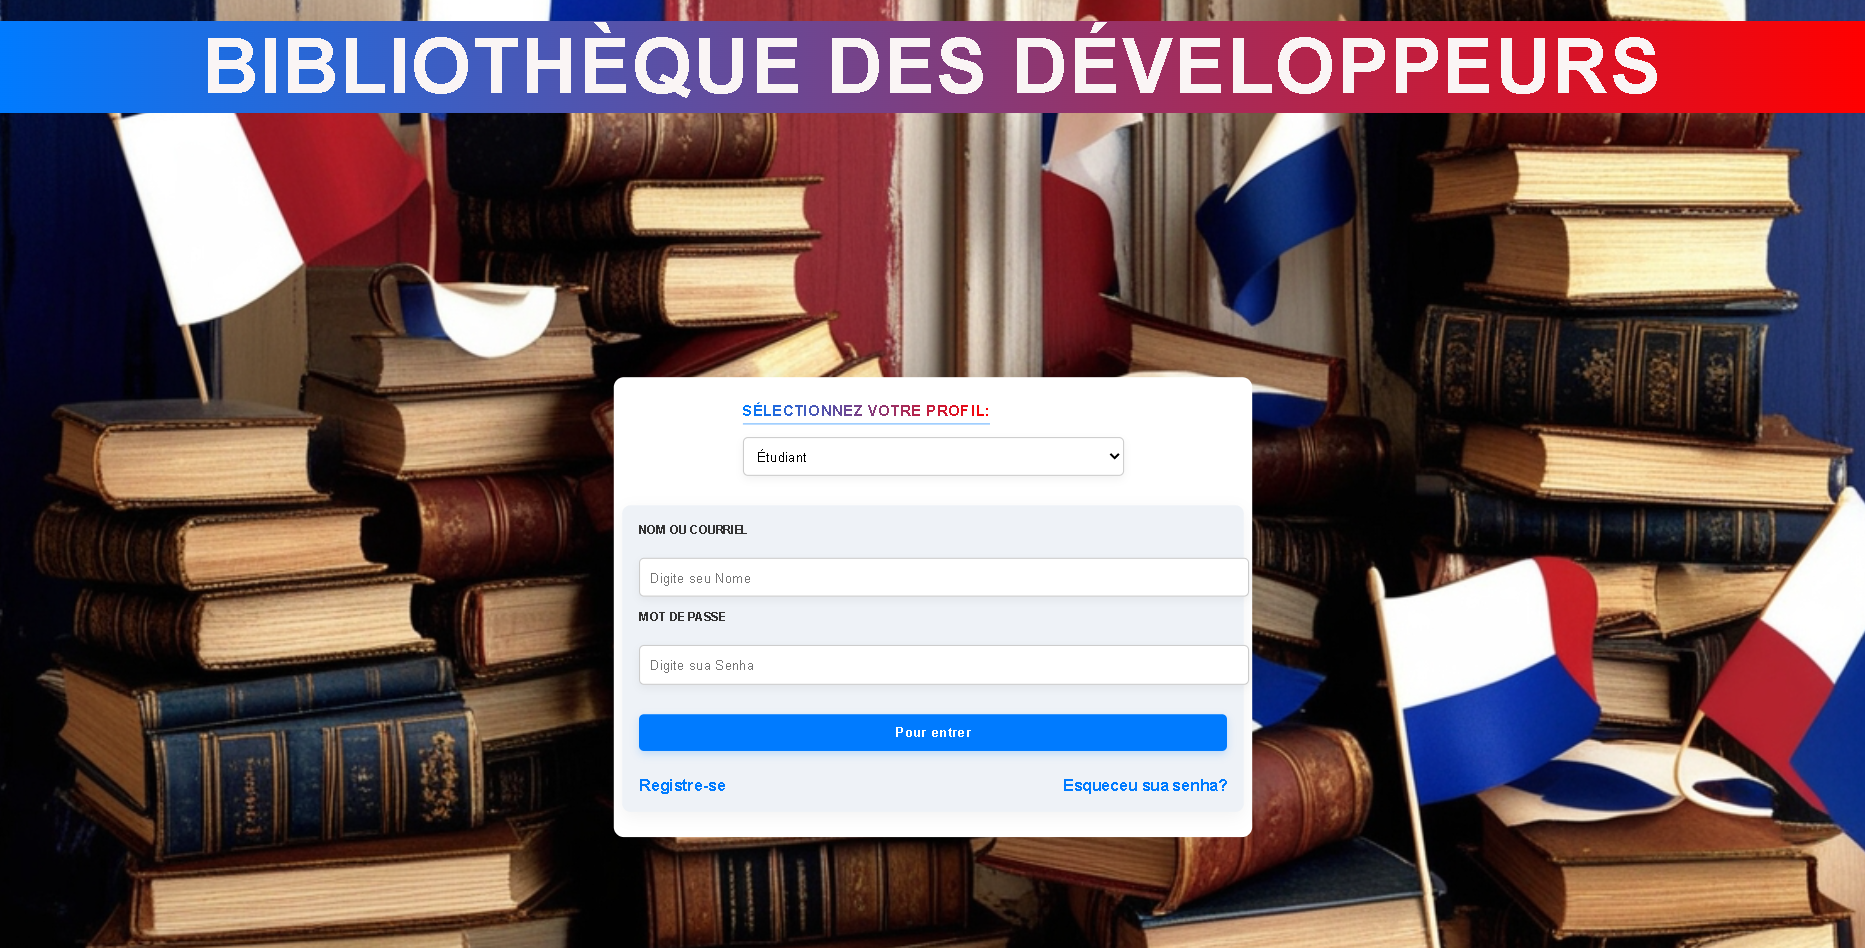 BIBLIOTHÈQUE DES DÉVELOPPEURS
SÉLECTIONNEZ VOTRE PROFIL:
Étudiant
NOM OU COURRIEL
Digite seu Nome
MOT DE PASSE
Digite sua Senha
Pour entrer
Registre-se
Esqueceu sua senha?